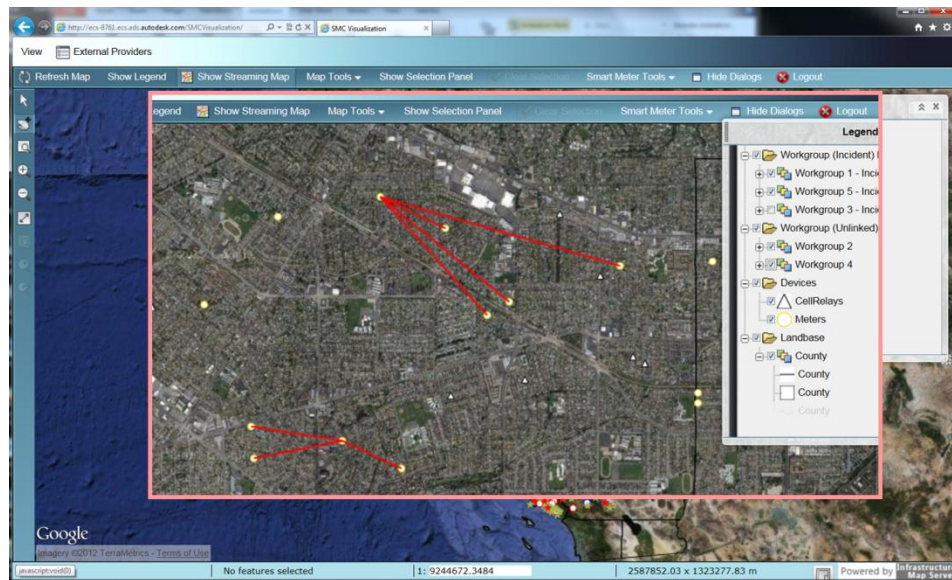 http://ecs-8761.ecs.ads.autodesk.com/SMCVisualization/
SMC Visualization
View
External Providers
Refresh Map Show Legend Show Streaming Map Map Tools Show Selection Panel Clear Selection Smart Meter Tools Hide Dialogs Logout
egend Show Streaming Map Map Tools Show Selection Panel Smart Meter Tools Hide Dialogs Logout
Legend
Workgroup (Incident)
Workgroup 1 - Inci
Workgroup 5 - Inci
Workgroup 3 - Inci
Workgroup (Unlinked)
Workgroup 2
Workgroup 4
Devices
CellRelays
Meters
Landbase
County
County
County
County
Google
Imagery ©2012 TerraMetrics - Terms of Use
javascript:void(0)
No features selected
1: 9244672.3484
2587852.03 x 1323277.83 m
Powered by
Infrastructur
Map Serv